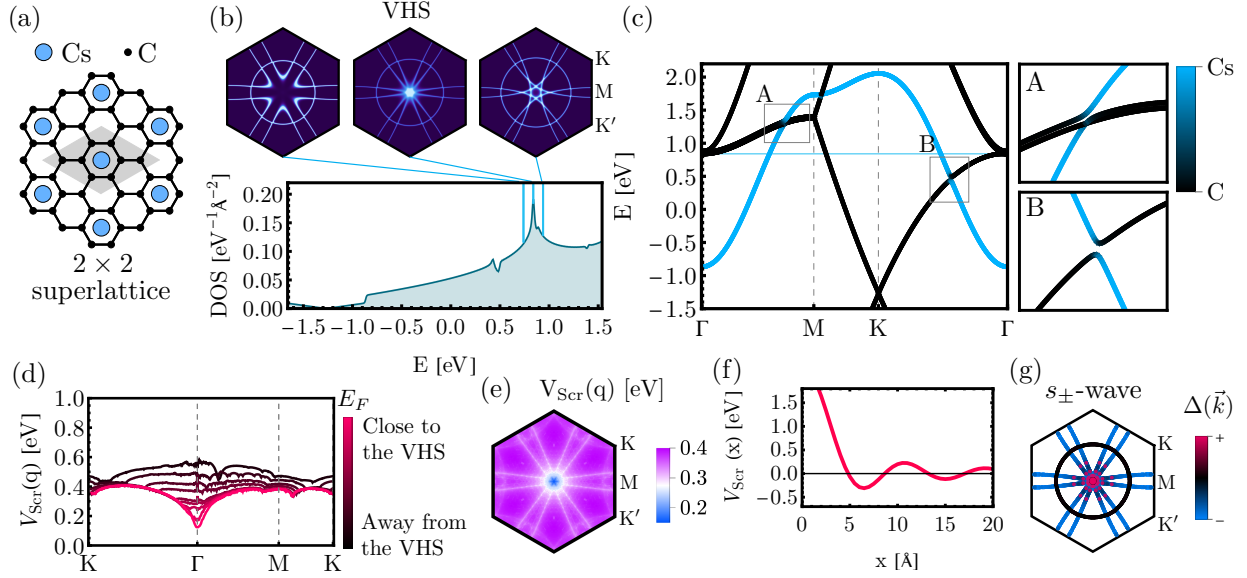 (a)
Cs C
2 × 2
superlattice
(b)
VHS
K
M
K′
DOS [eV⁻¹Å⁻²]
0.20
0.15
0.10
0.05
0.00
−1.5 −1.0 −0.5 0.0 0.5 1.0 1.5
E [eV]
(c)
E [eV]
2.0
1.5
1.0
0.5
0.0
−0.5
−1.0
−1.5
Γ M K Γ
A
B
A
B
Cs
C
(d)
V_Scr(q) [eV]
1.0
0.8
0.6
0.4
0.2
0.0
K Γ M K
E_F
Close to
the VHS
Away from
the VHS
(e)
V_Scr(q) [eV]
K
M
K′
0.4
0.3
0.2
(f)
V_Scr (x) [eV]
1.5
1.0
0.5
0.0
−0.5
0 5 10 15 20
x [Å]
(g)
s±-wave
K
M
K′
Δ(k⃗)
+
−